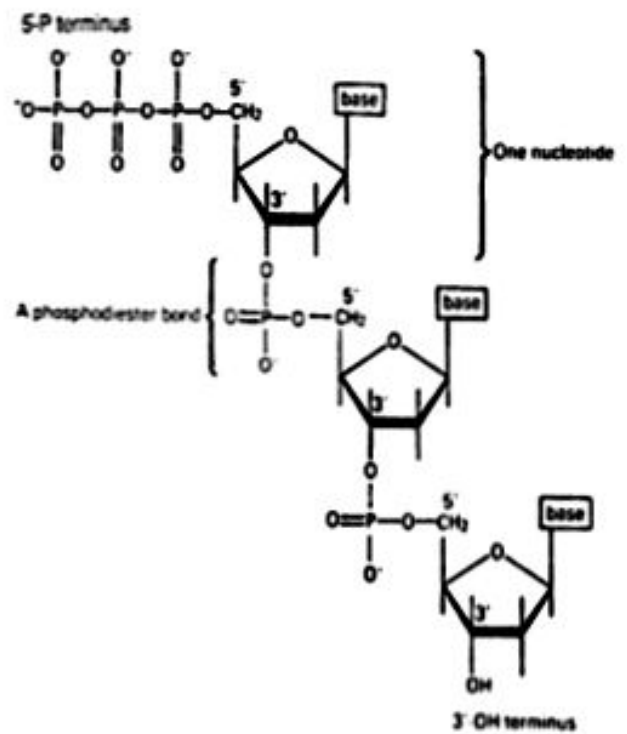 5-P terminus
O⁻ O⁻ O⁻
⁻O–P–O–P–O–P–O–CH₂
5'
base
O O O
O
3'
One nucleotide
O
A phosphodiester bond
O=P–O–CH₂
5'
base
O⁻
O
3'
O
O=P–O–CH₂
5'
base
O⁻
O
3'
OH
3' OH terminus